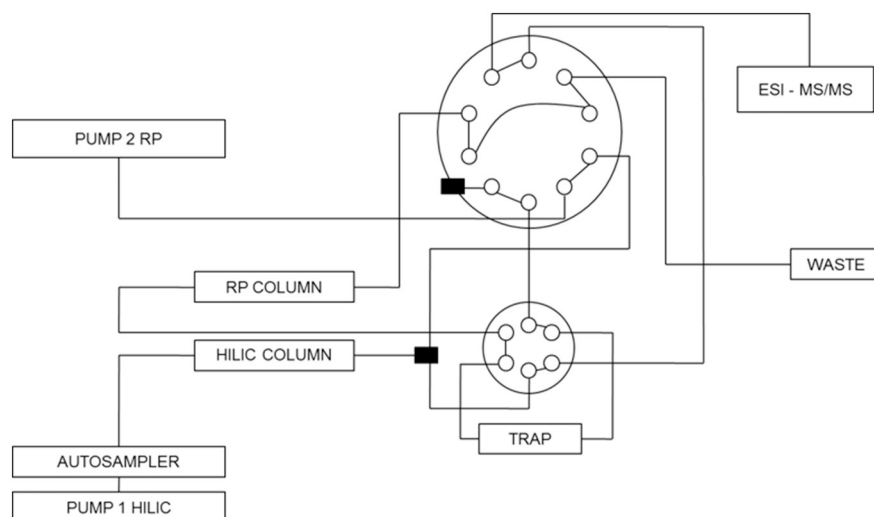 ESI - MS/MS
PUMP 2 RP
WASTE
RP COLUMN
HILIC COLUMN
TRAP
AUTOSAMPLER
PUMP 1 HILIC